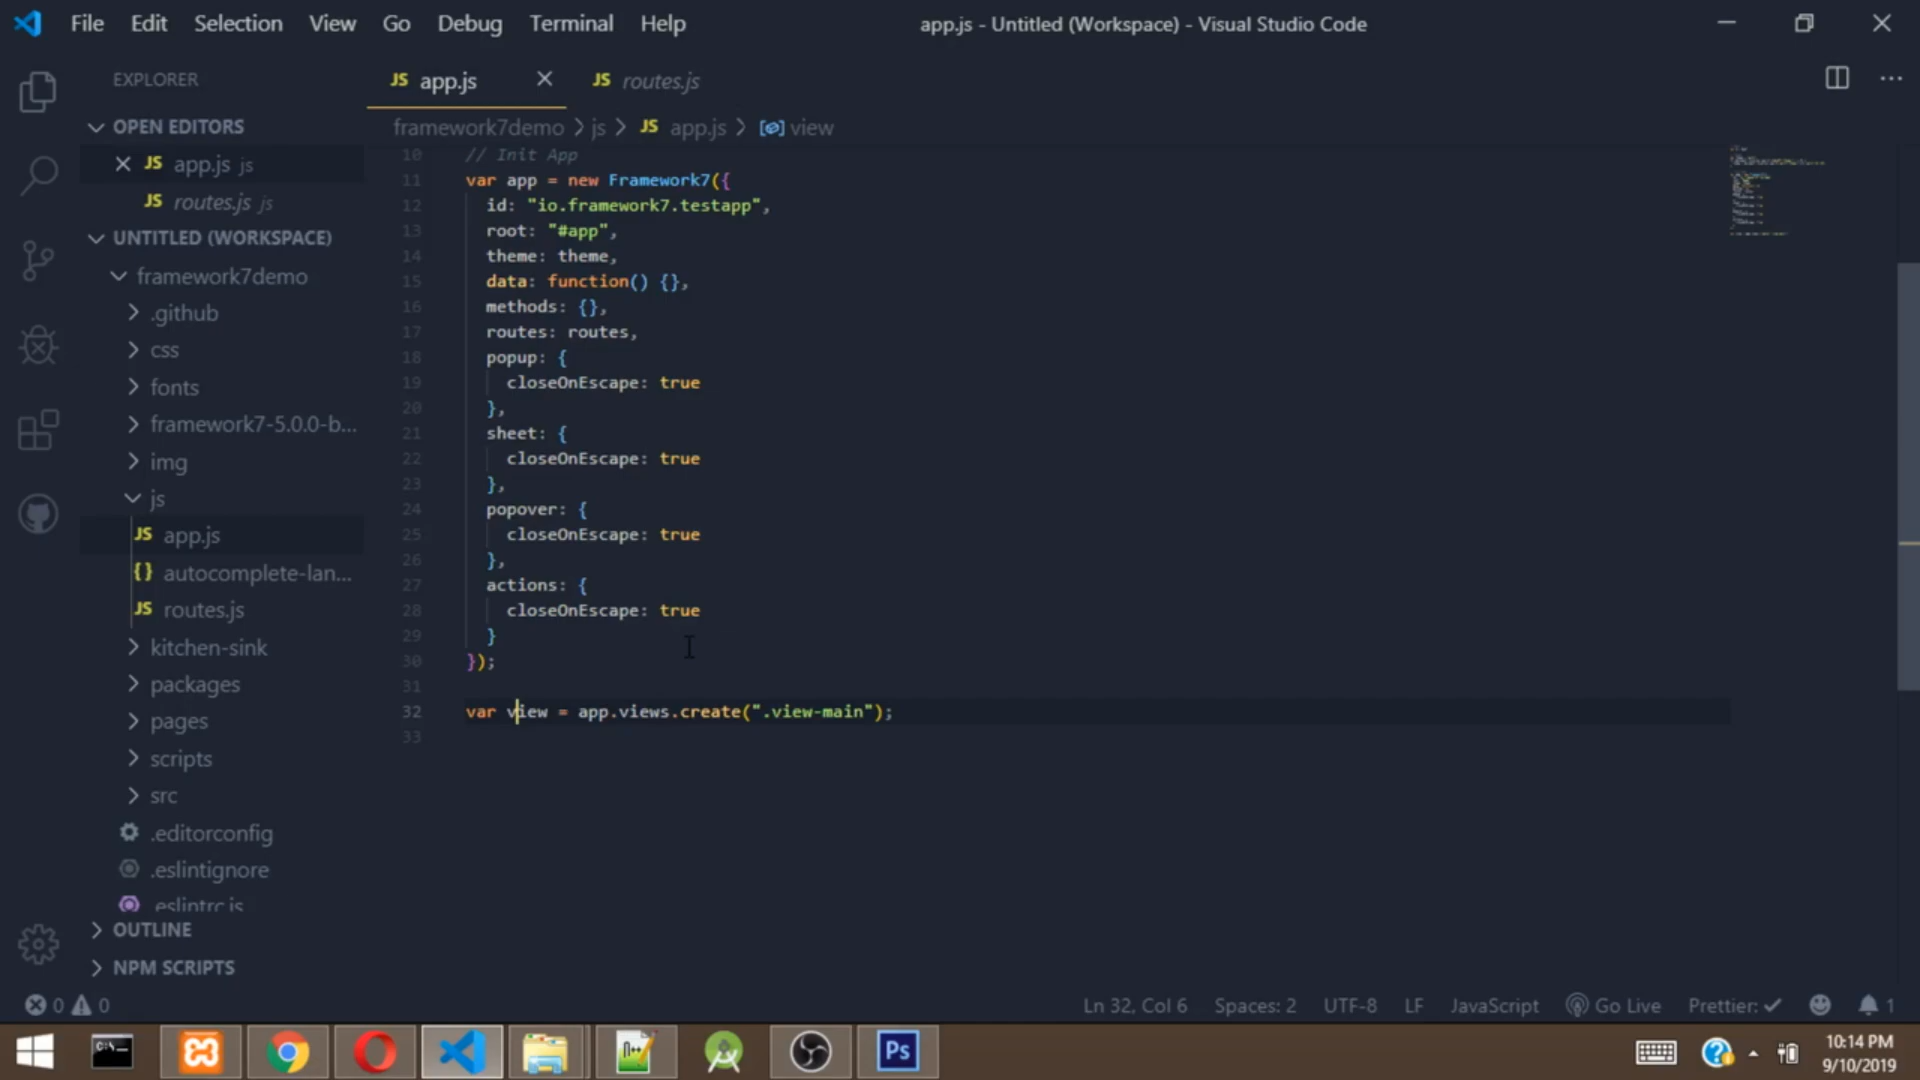 File Edit Selection View Go Debug Terminal Help
app.js - Untitled (Workspace) - Visual Studio Code
EXPLORER
OPEN EDITORS
JS app.js js
JS routes.js js
UNTITLED (WORKSPACE)
framework7demo
.github
css
fonts
framework7-5.0.0-b...
img
js
JS app.js
{} autocomplete-lan...
JS routes.js
kitchen-sink
packages
pages
scripts
src
.editorconfig
.eslintignore
.eslintrc.js
OUTLINE
NPM SCRIPTS
JS app.js JS routes.js
framework7demo > js > JS app.js > view
10 // Init App
11 var app = new Framework7({
12 id: "io.framework7.testapp",
13 root: "#app",
14 theme: theme,
15 data: function() {},
16 methods: {},
17 routes: routes,
18 popup: {
19 closeOnEscape: true
20 },
21 sheet: {
22 closeOnEscape: true
23 },
24 popover: {
25 closeOnEscape: true
26 },
27 actions: {
28 closeOnEscape: true
29 }
30 });
31
32 var view = app.views.create(".view-main");
33
0 0 Ln 32, Col 6 Spaces: 2 UTF-8 LF JavaScript Go Live Prettier: ✓ 1
C:\_ N++ Ps
10:14 PM
9/10/2019